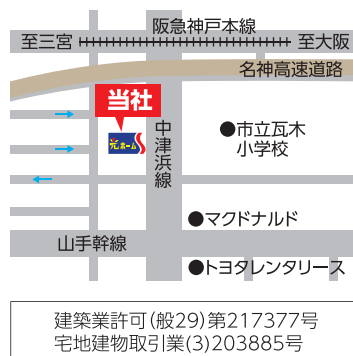 阪急神戸本線
至三宮
至大阪
名神高速道路
当社
ホーム
中津浜線
●市立瓦木
小学校
●マクドナルド
山手幹線
●トヨタレンタリース
建築業許可(般29)第217377号
宅地建物取引業(3)203885号